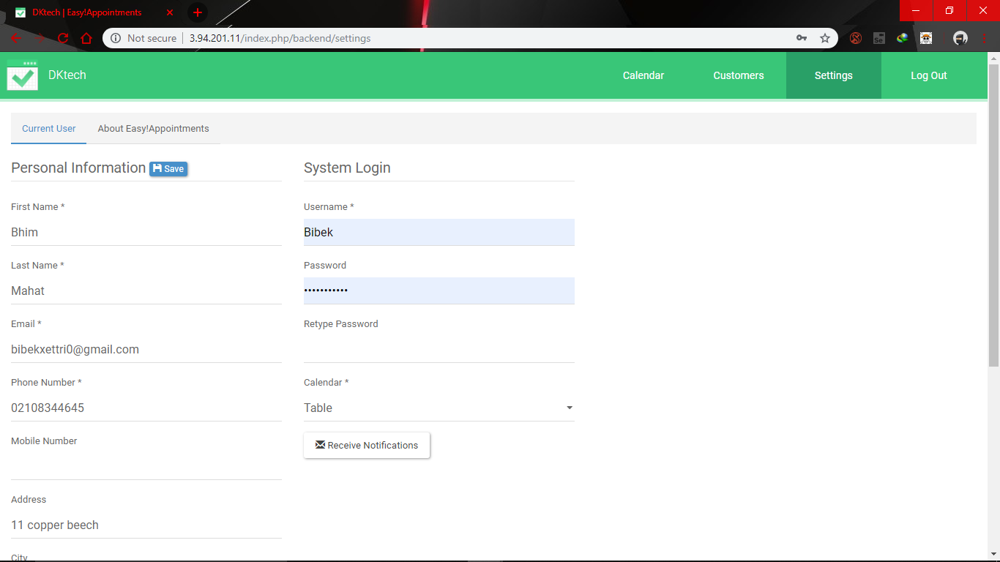 DKtech | Easy!Appointments
Not secure | 3.94.201.11/index.php/backend/settings
Se
DKtech
Calendar
Customers
Settings
Log Out
Current User
About Easy!Appointments
Personal Information
Save
First Name *
Bhim
Last Name *
Mahat
Email *
bibekxettri0@gmail.com
Phone Number *
02108344645
Mobile Number
Address
11 copper beech
City
System Login
Username *
Bibek
Password
•••••••••••
Retype Password
Calendar *
Table
Receive Notifications